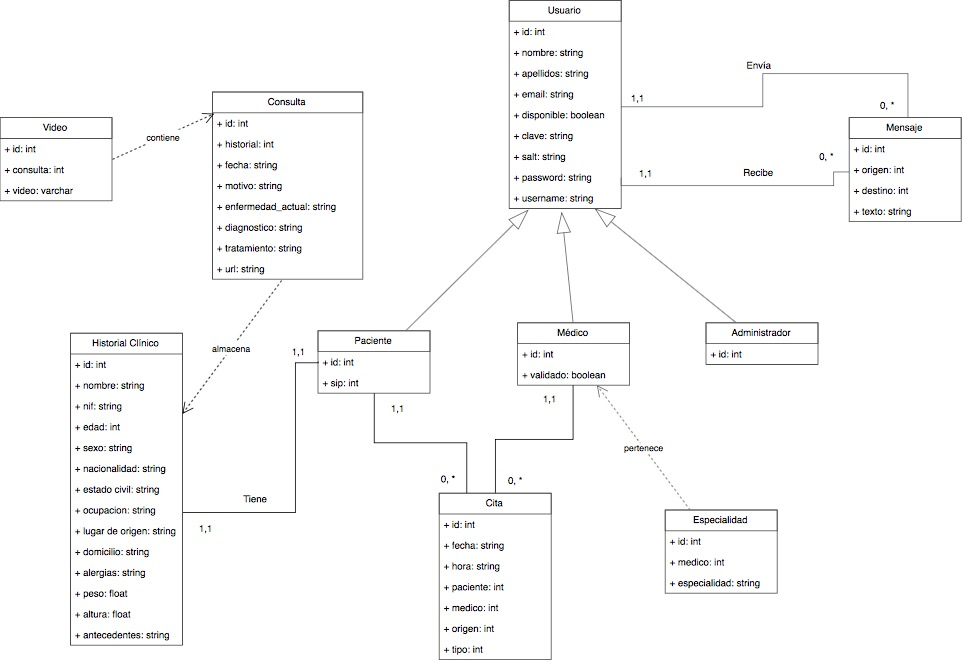 Usuario
+ id: int
+ nombre: string
+ apellidos: string
+ email: string
+ disponible: boolean
+ clave: string
+ salt: string
+ password: string
+ username: string
Envía
1,1
0, *
Mensaje
+ id: int
+ origen: int
+ destino: int
+ texto: string
0, *
1,1
Recibe
Consulta
+ id: int
+ historial: int
+ fecha: string
+ motivo: string
+ enfermedad_actual: string
+ diagnostico: string
+ tratamiento: string
+ url: string
Video
+ id: int
+ consulta: int
+ video: varchar
contiene
almacena
Historial Clínico
+ id: int
+ nombre: string
+ nif: string
+ edad: int
+ sexo: string
+ nacionalidad: string
+ estado civil: string
+ ocupacion: string
+ lugar de origen: string
+ domicilio: string
+ alergias: string
+ peso: float
+ altura: float
+ antecedentes: string
1,1
Tiene
1,1
Paciente
+ id: int
+ sip: int
1,1
Médico
+ id: int
+ validado: boolean
1,1
Administrador
+ id: int
pertenece
0, *
0, *
Cita
+ id: int
+ fecha: string
+ hora: string
+ paciente: int
+ medico: int
+ origen: int
+ tipo: int
Especialidad
+ id: int
+ medico: int
+ especialidad: string